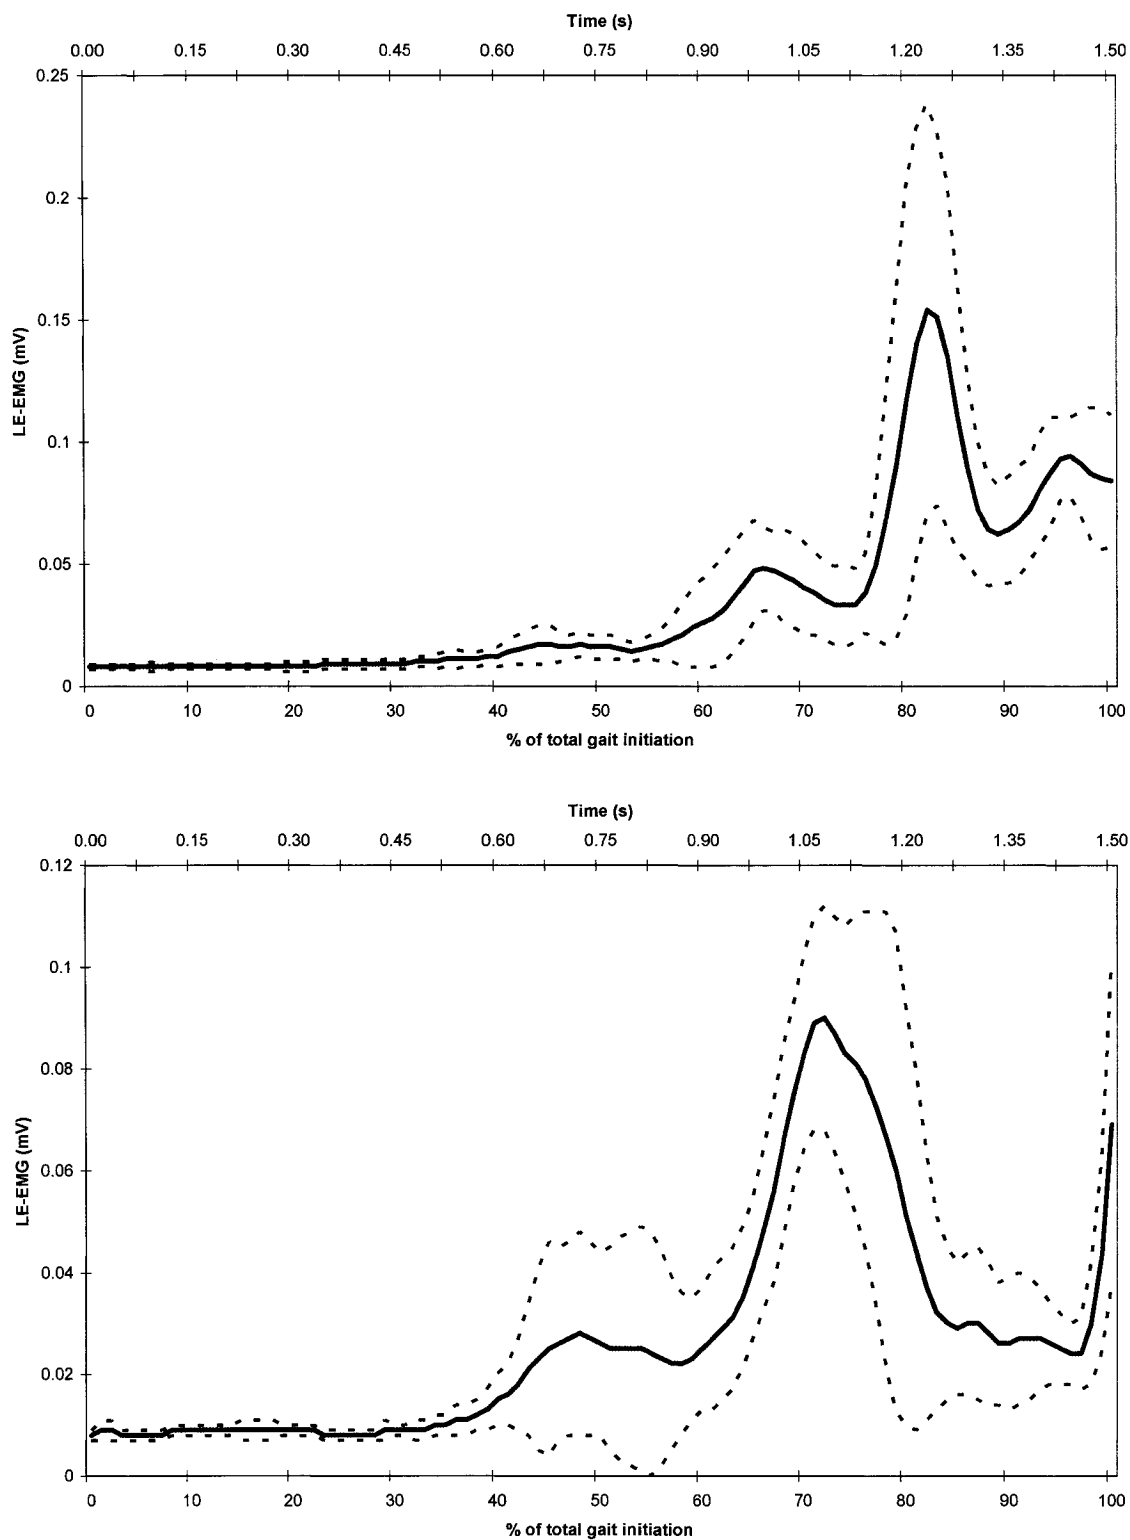 Time (s)
0.00 0.15 0.30 0.45 0.60 0.75 0.90 1.05 1.20 1.35 1.50
0.25
0.2
0.15
0.1
0.05
0
LE-EMG (mV)
0 10 20 30 40 50 60 70 80 90 100
% of total gait initiation
Time (s)
0.00 0.15 0.30 0.45 0.60 0.75 0.90 1.05 1.20 1.35 1.50
0.12
0.1
0.08
0.06
0.04
0.02
0
LE-EMG (mV)
0 10 20 30 40 50 60 70 80 90 100
% of total gait initiation